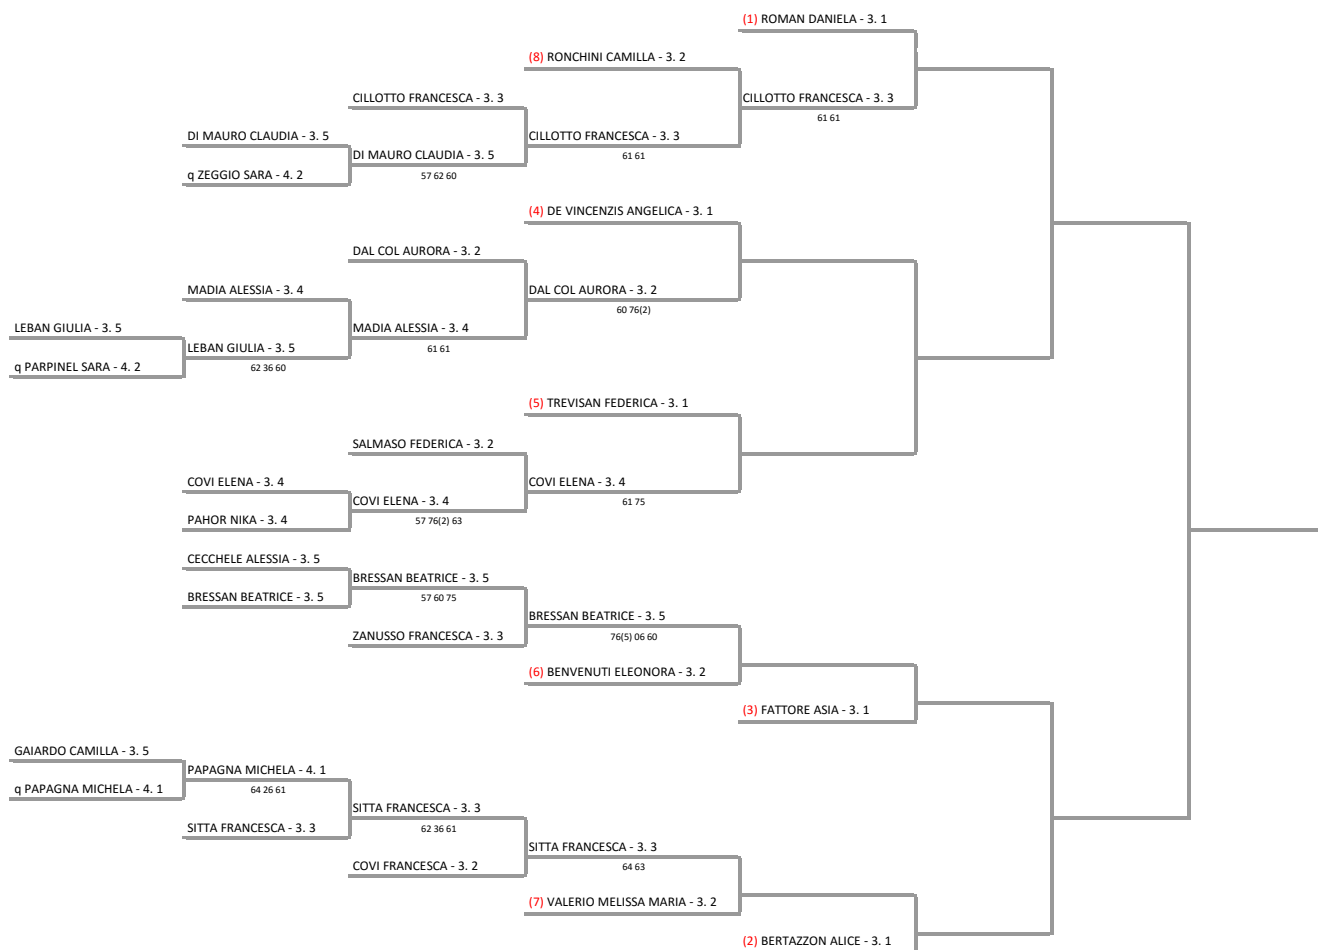 (1) ROMAN DANIELA - 3. 1
(8) RONCHINI CAMILLA - 3. 2
CILLOTTO FRANCESCA - 3. 3
CILLOTTO FRANCESCA - 3. 3
61 61
DI MAURO CLAUDIA - 3. 5
CILLOTTO FRANCESCA - 3. 3
61 61
DI MAURO CLAUDIA - 3. 5
57 62 60
q ZEGGIO SARA - 4. 2
(4) DE VINCENZIS ANGELICA - 3. 1
DAL COL AURORA - 3. 2
MADIA ALESSIA - 3. 4
DAL COL AURORA - 3. 2
60 76(2)
LEBAN GIULIA - 3. 5
MADIA ALESSIA - 3. 4
61 61
LEBAN GIULIA - 3. 5
62 36 60
q PARPINEL SARA - 4. 2
(5) TREVISAN FEDERICA - 3. 1
SALMASO FEDERICA - 3. 2
COVI ELENA - 3. 4
COVI ELENA - 3. 4
61 75
COVI ELENA - 3. 4
57 76(2) 63
PAHOR NIKA - 3. 4
CECCHELE ALESSIA - 3. 5
BRESSAN BEATRICE - 3. 5
57 60 75
BRESSAN BEATRICE - 3. 5
BRESSAN BEATRICE - 3. 5
76(5) 06 60
ZANUSSO FRANCESCA - 3. 3
(6) BENVENUTI ELEONORA - 3. 2
(3) FATTORE ASIA - 3. 1
GAIARDO CAMILLA - 3. 5
PAPAGNA MICHELA - 4. 1
64 26 61
q PAPAGNA MICHELA - 4. 1
SITTA FRANCESCA - 3. 3
62 36 61
SITTA FRANCESCA - 3. 3
SITTA FRANCESCA - 3. 3
64 63
COVI FRANCESCA - 3. 2
(7) VALERIO MELISSA MARIA - 3. 2
(2) BERTAZZON ALICE - 3. 1